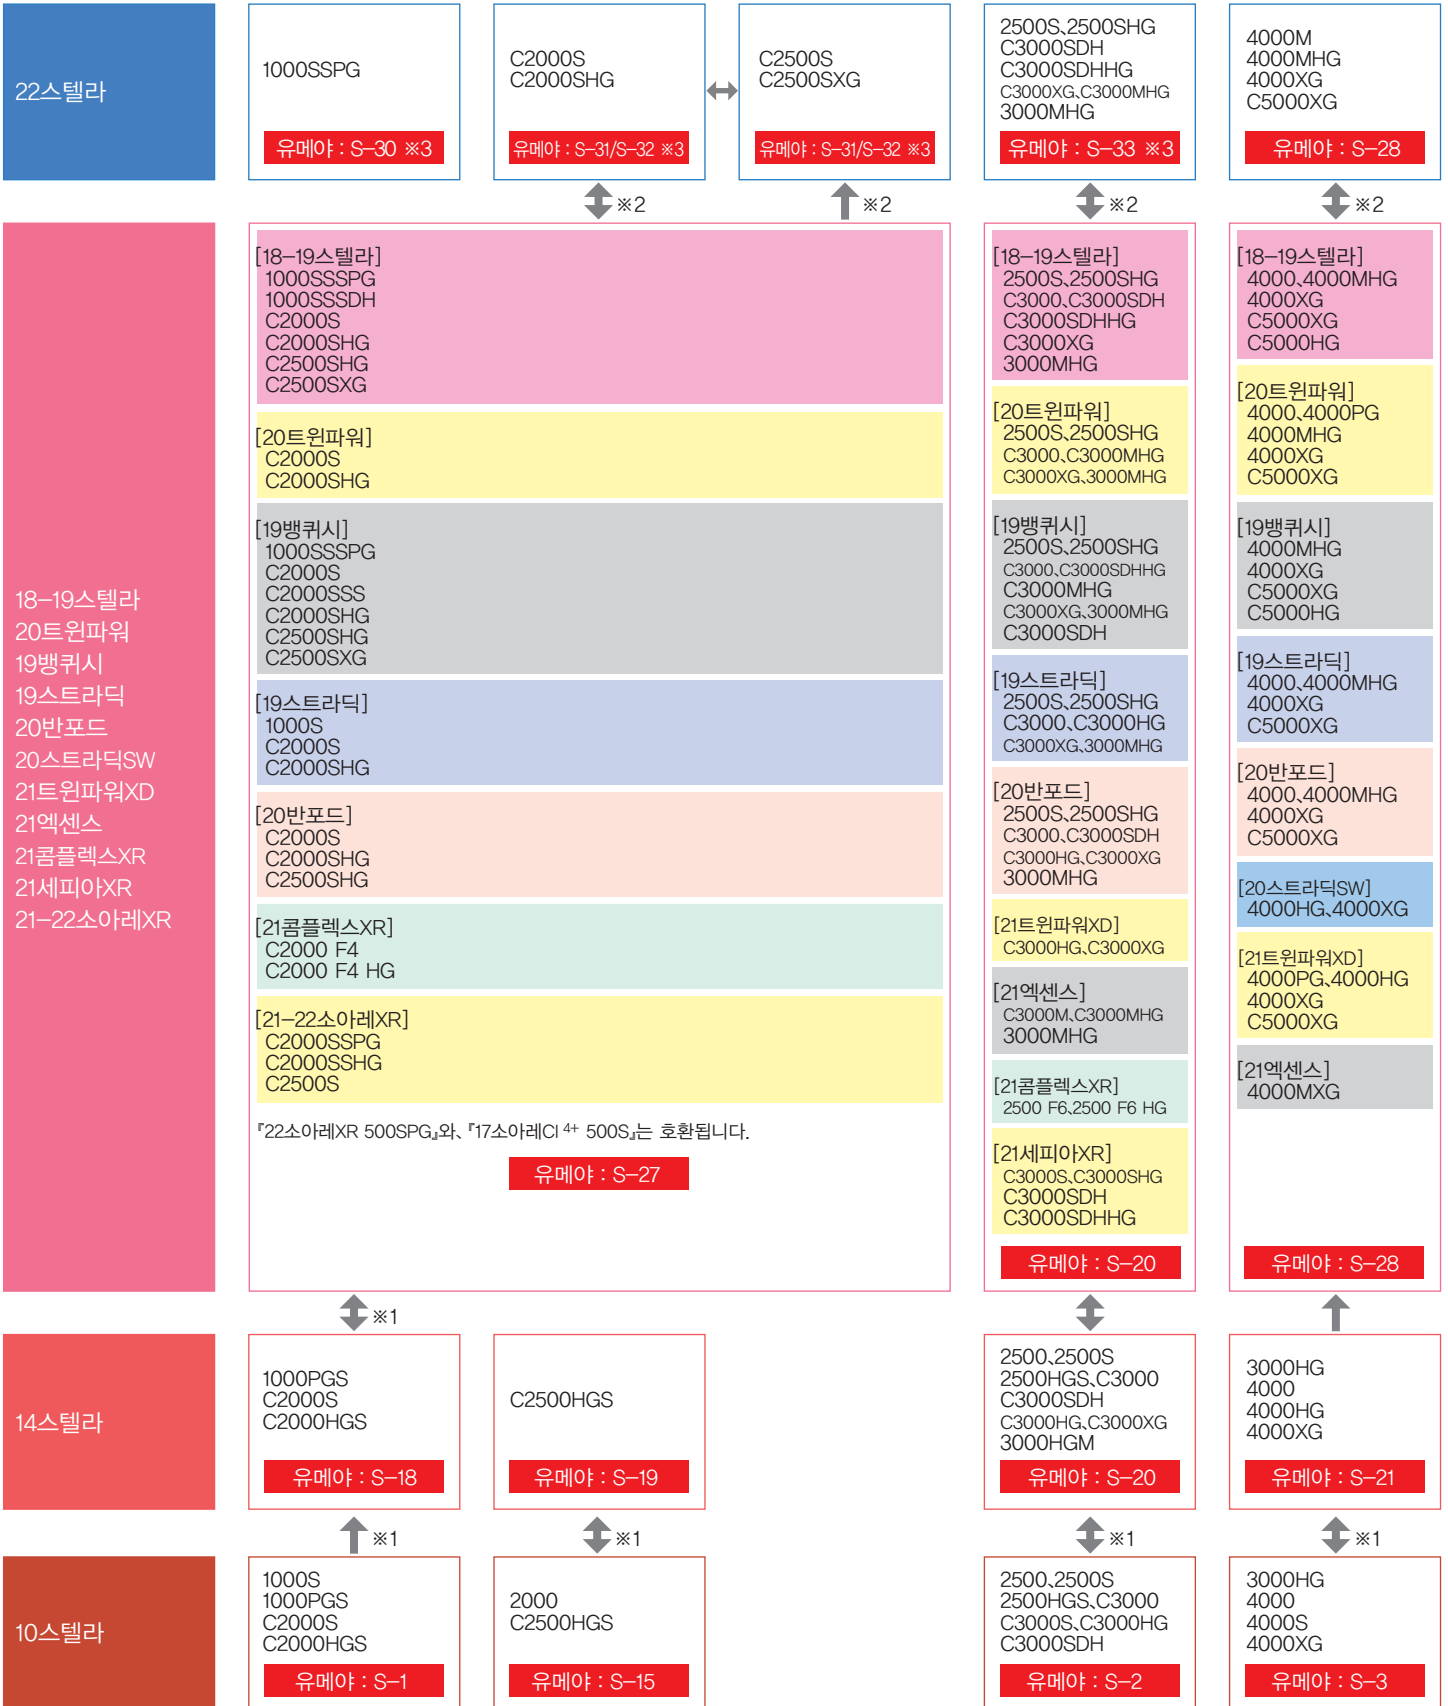 22스텔라
1000SSPG
유메야 : S-30 ※3
C2000S
C2000SHG
유메야 : S-31/S-32 ※3
C2500S
C2500SXG
유메야 : S-31/S-32 ※3
2500S、2500SHG
C3000SDH
C3000SDHHG
C3000XG、C3000MHG
3000MHG
유메야 : S-33 ※3
4000M
4000MHG
4000XG
C5000XG
유메야 : S-28
※2
※2
※2
※2
18-19스텔라
20트윈파워
19뱅퀴시
19스트라딕
20반포드
20스트라딕SW
21트윈파워XD
21엑센스
21콤플렉스XR
21세피아XR
21-22소아레XR
[18-19스텔라]
1000SSSPG
1000SSSDH
C2000S
C2000SHG
C2500SHG
C2500SXG
[20트윈파워]
C2000S
C2000SHG
[19뱅퀴시]
1000SSSPG
C2000S
C2000SSS
C2000SHG
C2500SHG
C2500SXG
[19스트라딕]
1000S
C2000S
C2000SHG
[20반포드]
C2000S
C2000SHG
C2500SHG
[21콤플렉스XR]
C2000 F4
C2000 F4 HG
[21-22소아레XR]
C2000SSPG
C2000SSHG
C2500S
『22소아레XR 500SPG』와、『17소아레CI 4+ 500S』는 호환됩니다.
유메야 : S-27
[18-19스텔라]
2500S、2500SHG
C3000、C3000SDH
C3000SDHHG
C3000XG
3000MHG
[20트윈파워]
2500S、2500SHG
C3000、C3000MHG
C3000XG、3000MHG
[19뱅퀴시]
2500S、2500SHG
C3000、C3000SDHHG
C3000MHG
C3000XG、3000MHG
C3000SDH
[19스트라딕]
2500S、2500SHG
C3000、C3000HG
C3000XG、3000MHG
[20반포드]
2500S、2500SHG
C3000、C3000SDH
C3000HG、C3000XG
3000MHG
[21트윈파워XD]
C3000HG、C3000XG
[21엑센스]
C3000M、C3000MHG
3000MHG
[21콤플렉스XR]
2500 F6、2500 F6 HG
[21세피아XR]
C3000S、C3000SHG
C3000SDH
C3000SDHHG
유메야 : S-20
[18-19스텔라]
4000、4000MHG
4000XG
C5000XG
C5000HG
[20트윈파워]
4000、4000PG
4000MHG
4000XG
C5000XG
[19뱅퀴시]
4000MHG
4000XG
C5000XG
C5000HG
[19스트라딕]
4000、4000MHG
4000XG
C5000XG
[20반포드]
4000、4000MHG
4000XG
C5000XG
[20스트라딕SW]
4000HG、4000XG
[21트윈파워XD]
4000PG、4000HG
4000XG
C5000XG
[21엑센스]
4000MXG
유메야 : S-28
※1
14스텔라
1000PGS
C2000S
C2000HGS
유메야 : S-18
C2500HGS
유메야 : S-19
2500、2500S
2500HGS、C3000
C3000SDH
C3000HG、C3000XG
3000HGM
유메야 : S-20
3000HG
4000
4000HG
4000XG
유메야 : S-21
※1
※1
※1
※1
10스텔라
1000S
1000PGS
C2000S
C2000HGS
유메야 : S-1
2000
C2500HGS
유메야 : S-15
2500、2500S
2500HGS、C3000
C3000S、C3000HG
C3000SDH
유메야 : S-2
3000HG
4000
4000S
4000XG
유메야 : S-3